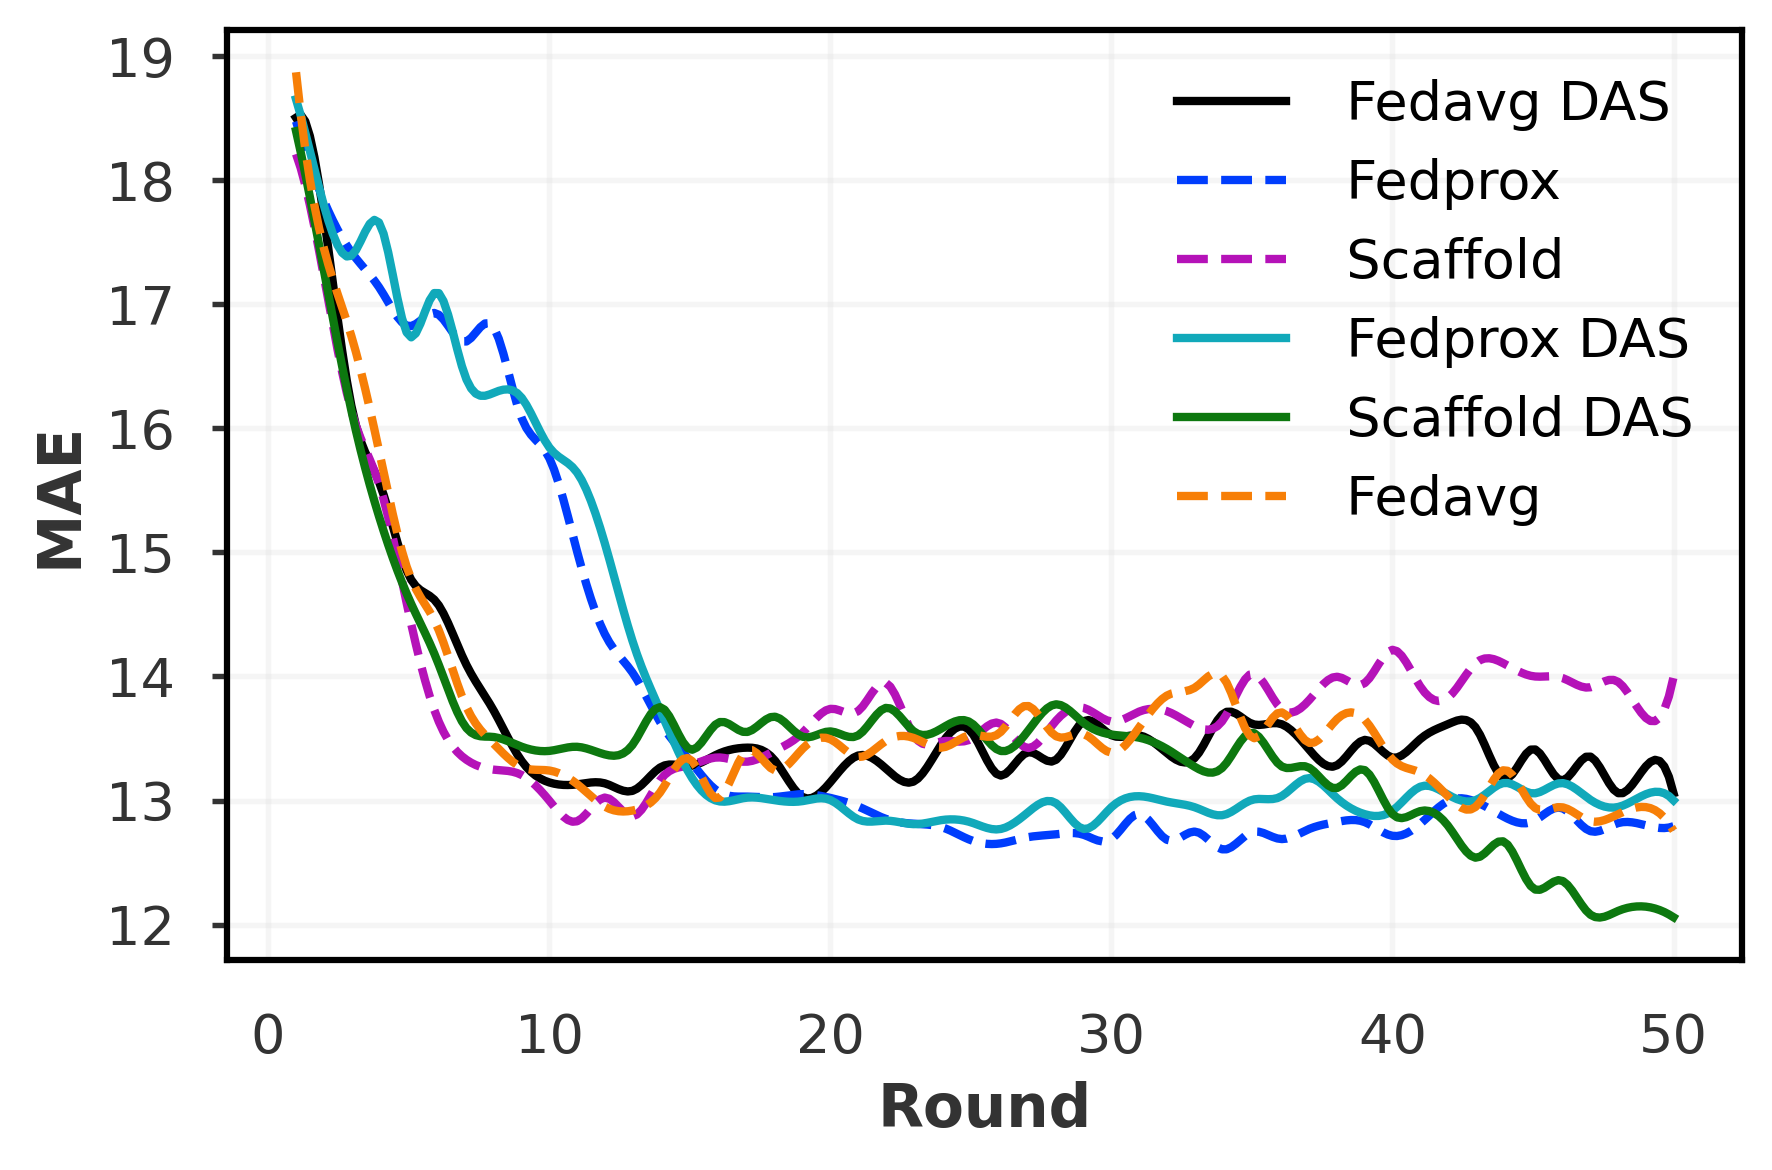 19
18
17
16
15
14
13
12
MAE
Fedavg DAS
Fedprox
Scaffold
Fedprox DAS
Scaffold DAS
Fedavg
0 10 20 30 40 50
Round